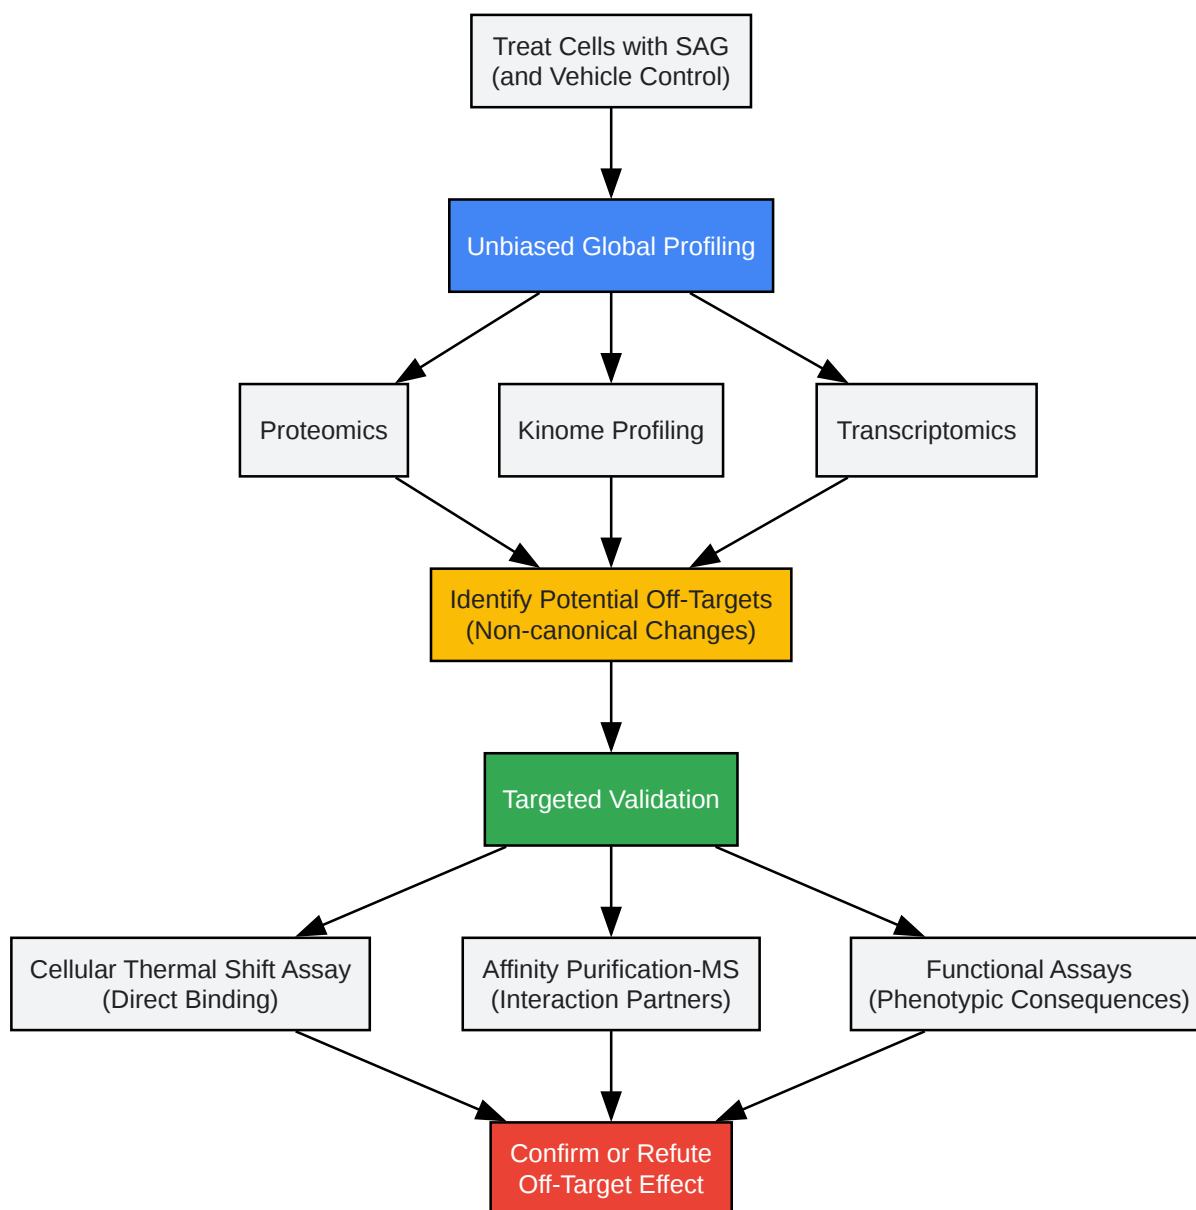 Treat Cells with SAG
(and Vehicle Control)
Unbiased Global Profiling
Proteomics
Kinome Profiling
Transcriptomics
Identify Potential Off-Targets
(Non-canonical Changes)
Targeted Validation
Cellular Thermal Shift Assay
(Direct Binding)
Affinity Purification-MS
(Interaction Partners)
Functional Assays
(Phenotypic Consequences)
Confirm or Refute
Off-Target Effect